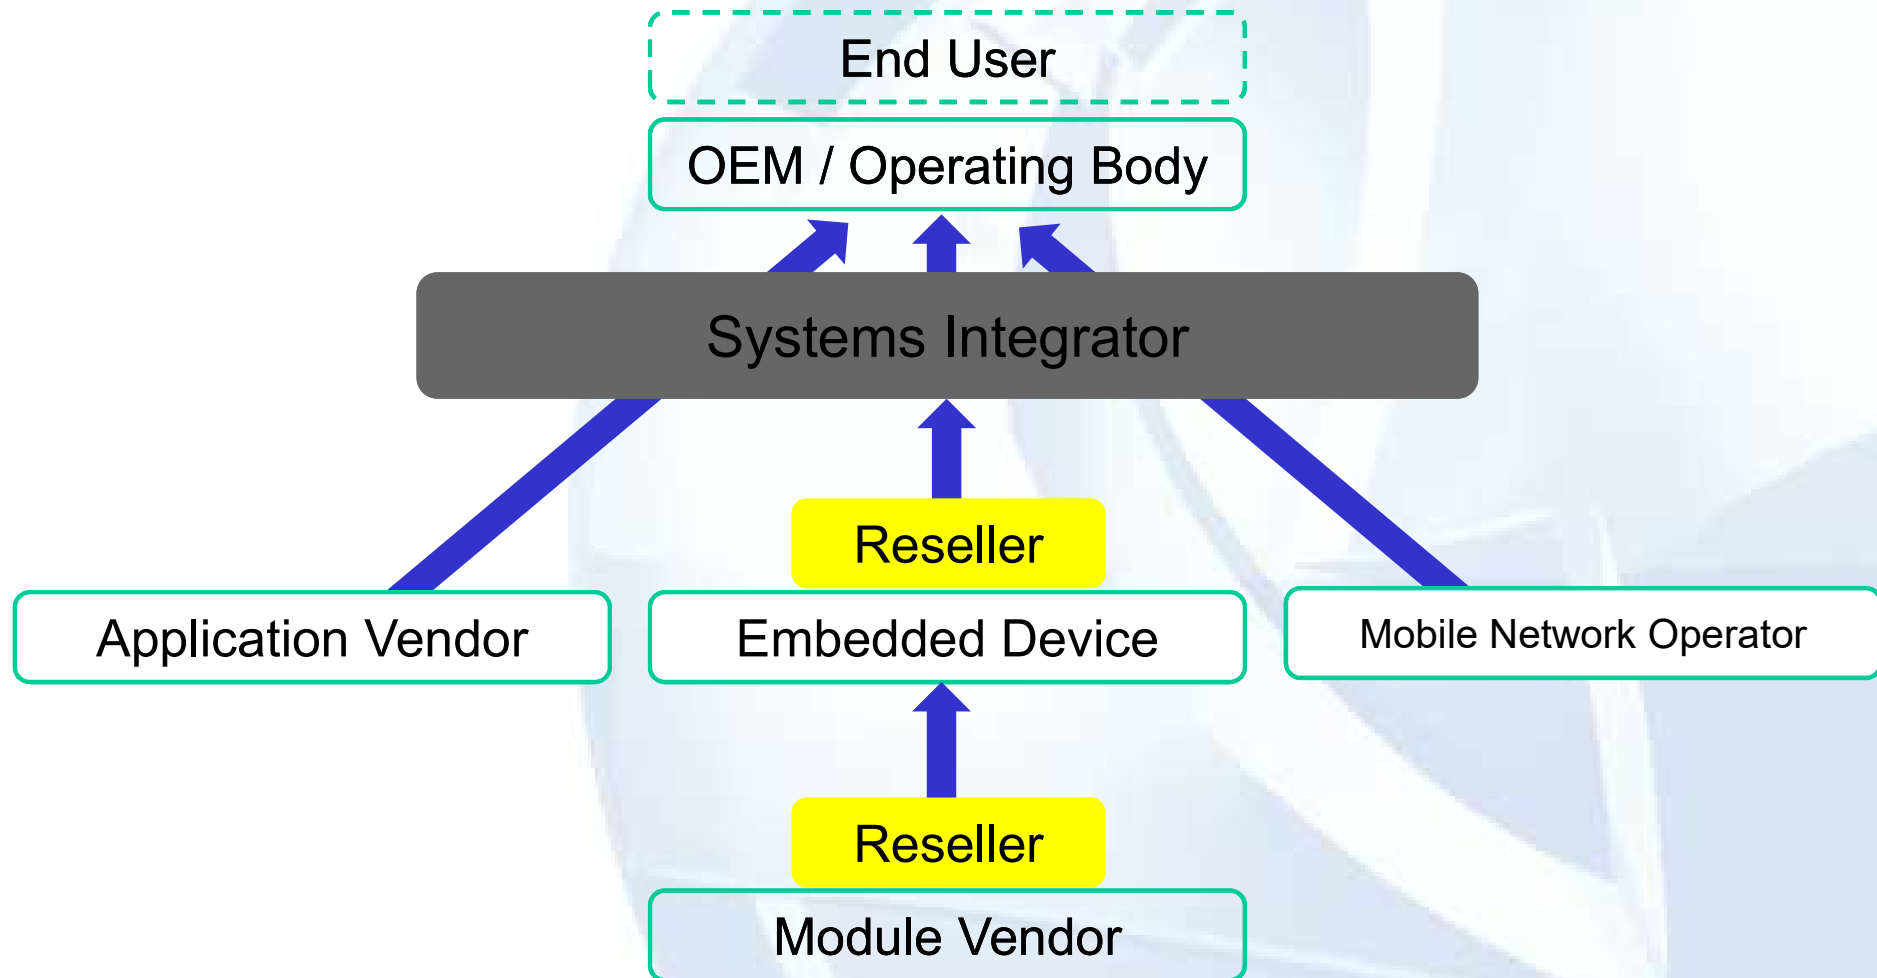 End User
OEM / Operating Body
Systems Integrator
Reseller
Application Vendor
Embedded Device
Mobile Network Operator
Reseller
Module Vendor